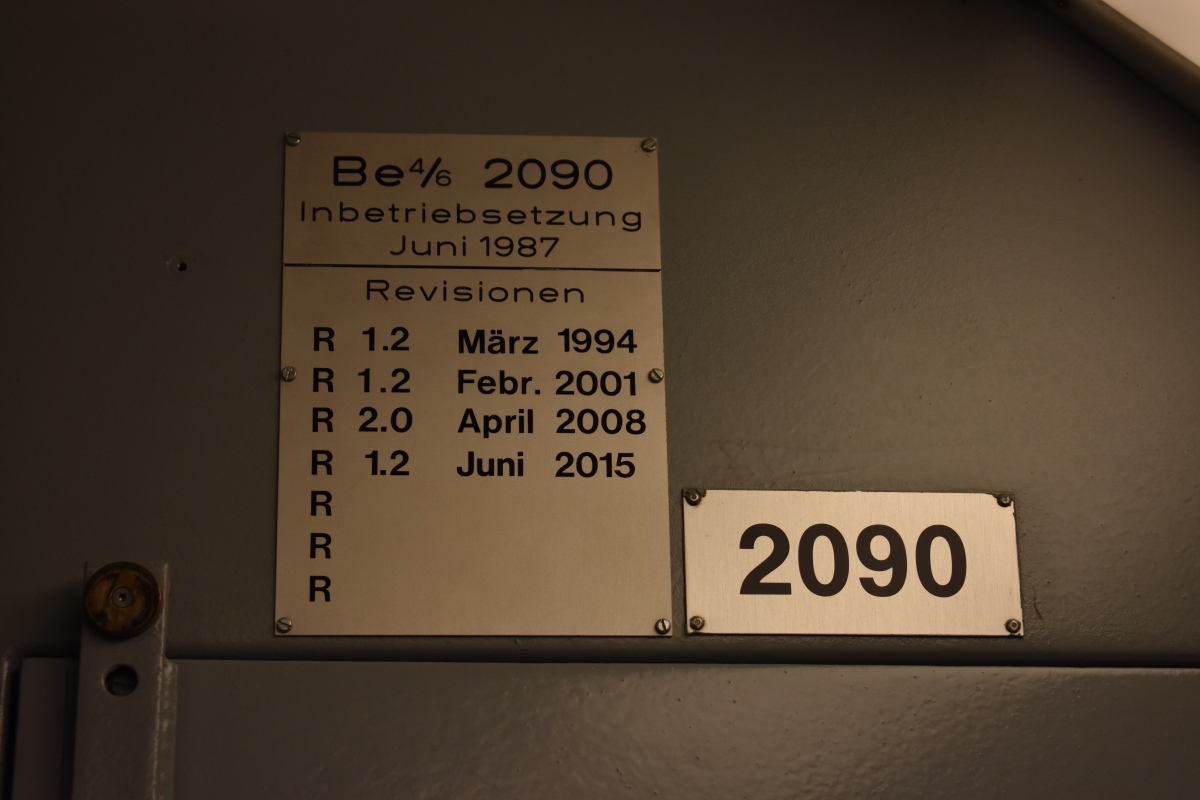 Be 4/6 2090
Inbetriebsetzung
Juni 1987
Revisionen
R 1.2 März 1994
R 1.2 Febr. 2001
R 2.0 April 2008
R 1.2 Juni 2015
R
R
R
2090